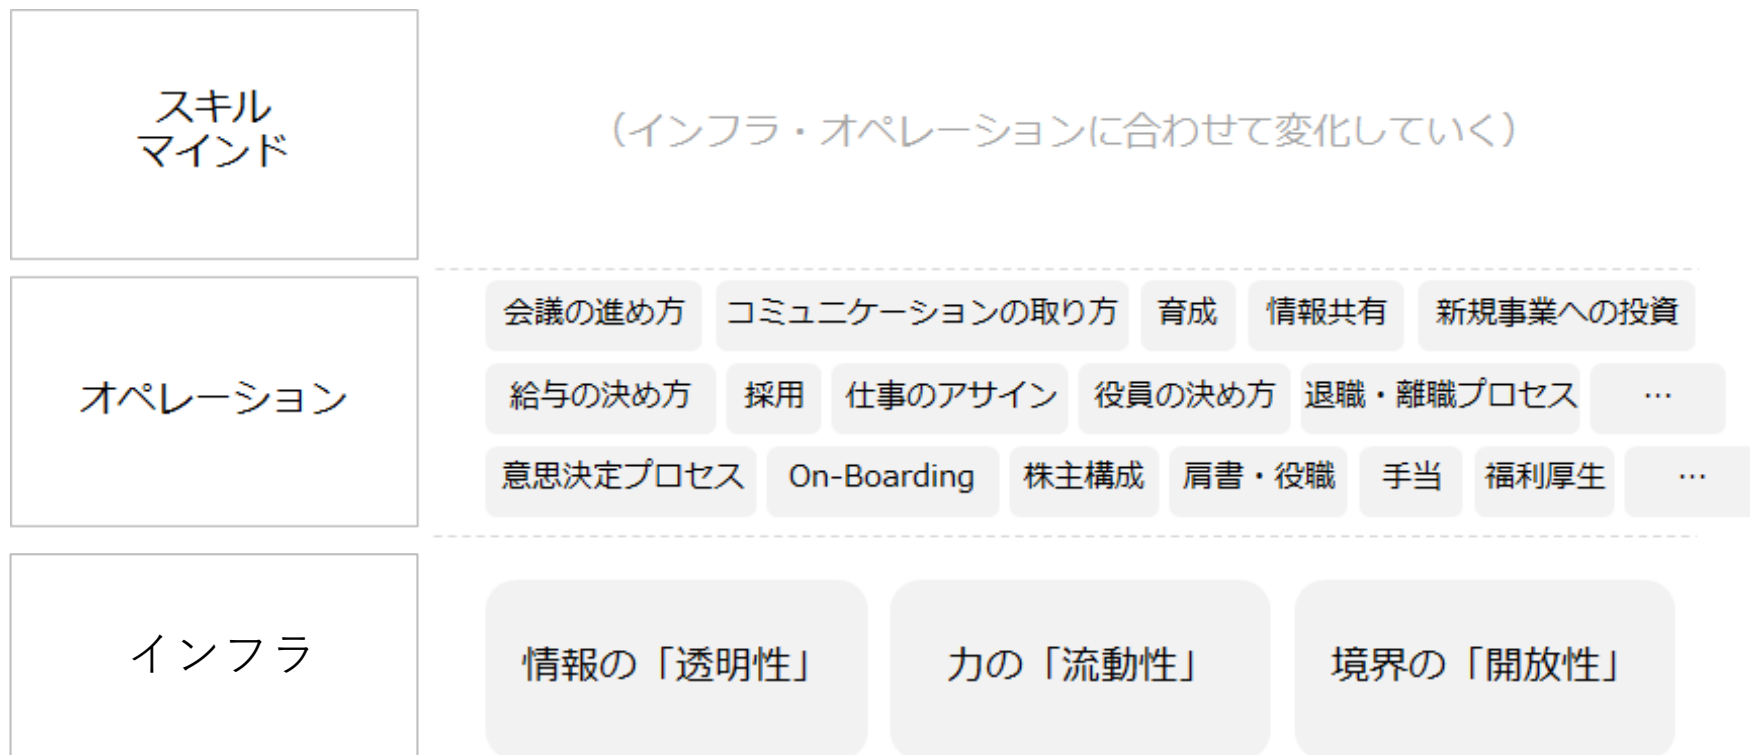 スキル
マインド
（インフラ・オペレーションに合わせて変化していく）
オペレーション
会議の進め方 コミュニケーションの取り方 育成 情報共有 新規事業への投資
給与の決め方 採用 仕事のアサイン 役員の決め方 退職・離職プロセス …
意思決定プロセス On-Boarding 株主構成 肩書・役職 手当 福利厚生 …
インフラ
情報の「透明性」 力の「流動性」 境界の「開放性」